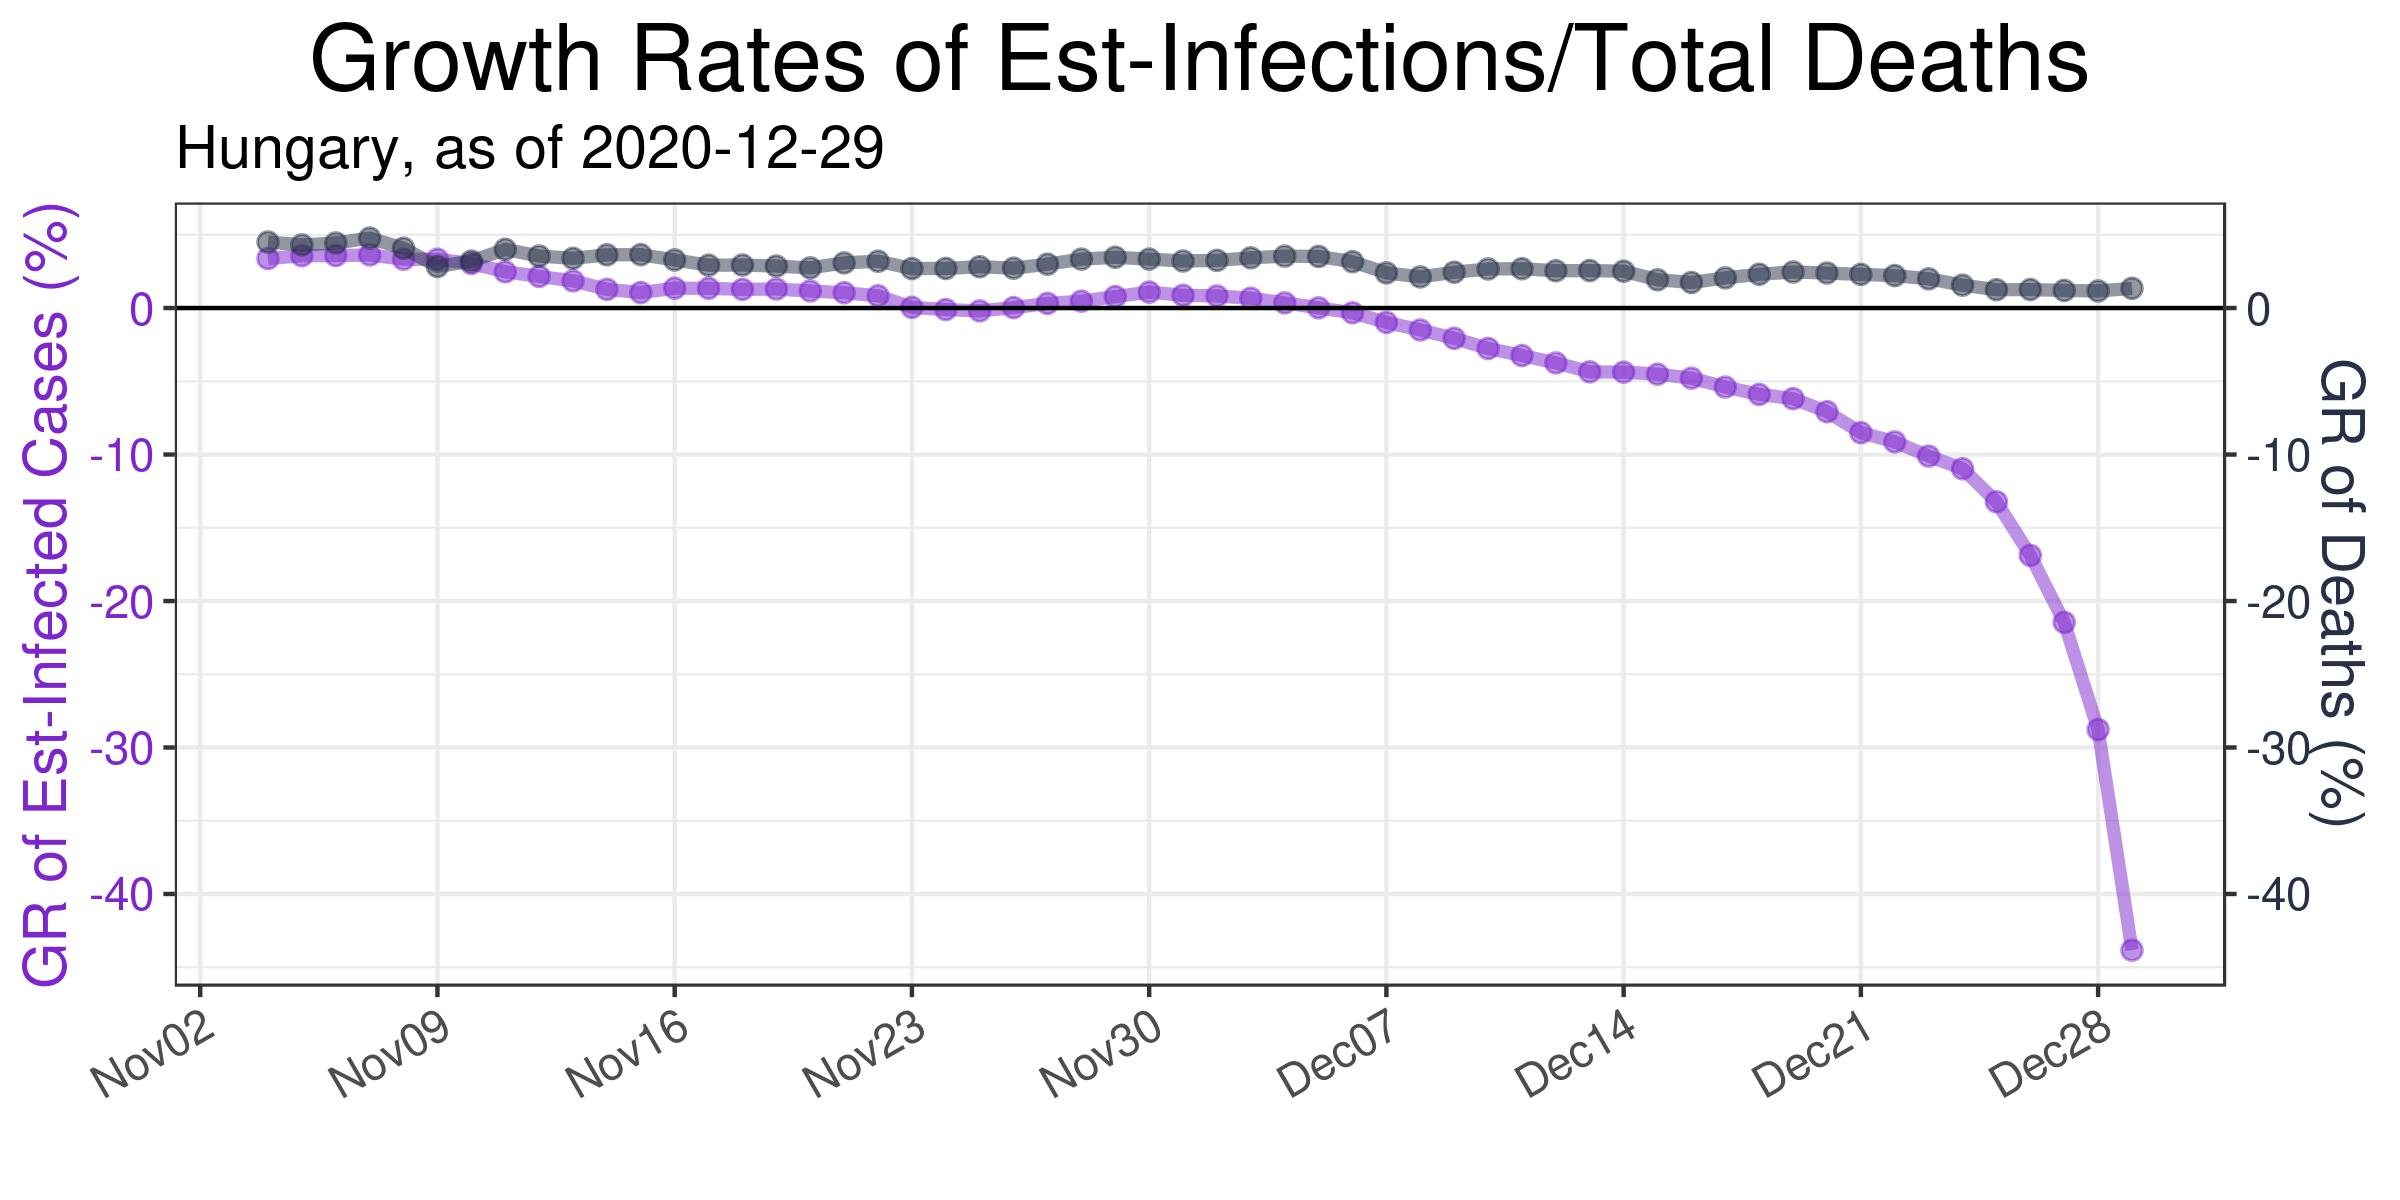 Growth Rates of Est-Infections/Total Deaths
Hungary, as of 2020-12-29
GR of Est-Infected Cases (%)
0
-10
-20
-30
-40
0
-10
-20
-30
-40
GR of Deaths (%)
Nov02
Nov09
Nov16
Nov23
Nov30
Dec07
Dec14
Dec21
Dec28